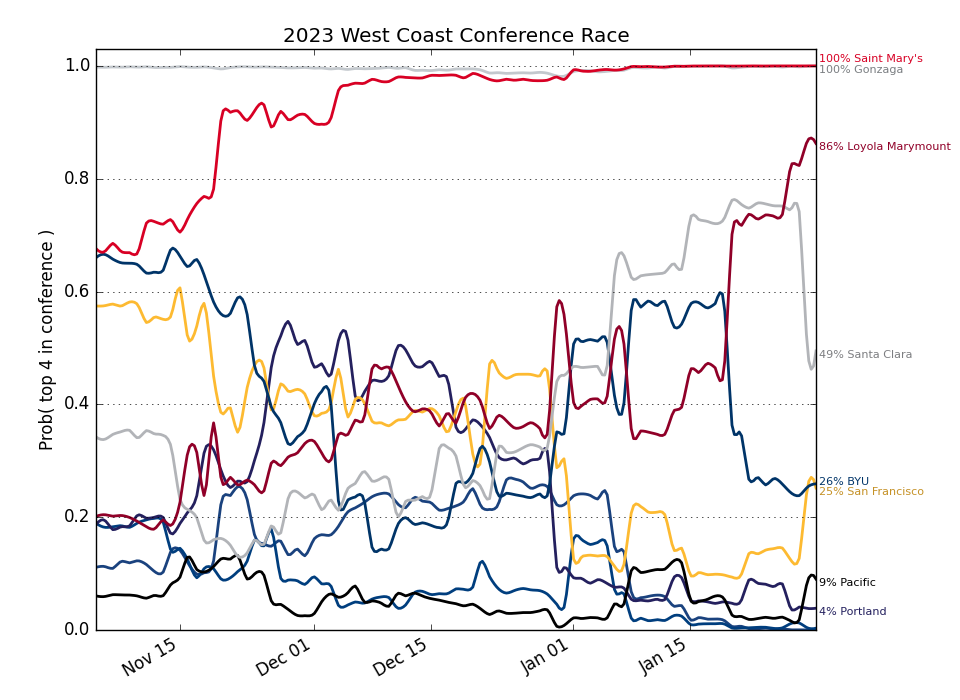 2023 West Coast Conference Race
Prob( top 4 in conference )
1.0
0.8
0.6
0.4
0.2
0.0
Nov 15
Dec 01
Dec 15
Jan 01
Jan 15
100% Saint Mary's
100% Gonzaga
86% Loyola Marymount
49% Santa Clara
26% BYU
25% San Francisco
9% Pacific
4% Portland